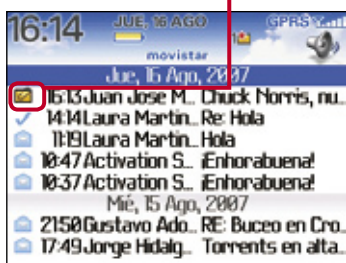 16:14 JUE, 16 AGO GPRS
movistar
Jue, 16 Ago, 2007
16:13 Juan Jose M... Chuck Norris, nu...
14:14 Laura Martin... Re: Hola
11:19 Laura Martin... Hola
10:47 Activation S... ¡Enhorabuena!
10:37 Activation S... ¡Enhorabuena!
Mié, 15 Ago, 2007
21:50 Gustavo Ado... RE: Buceo en Cro...
17:49 Jorge Hidalg... Torrents en alta...